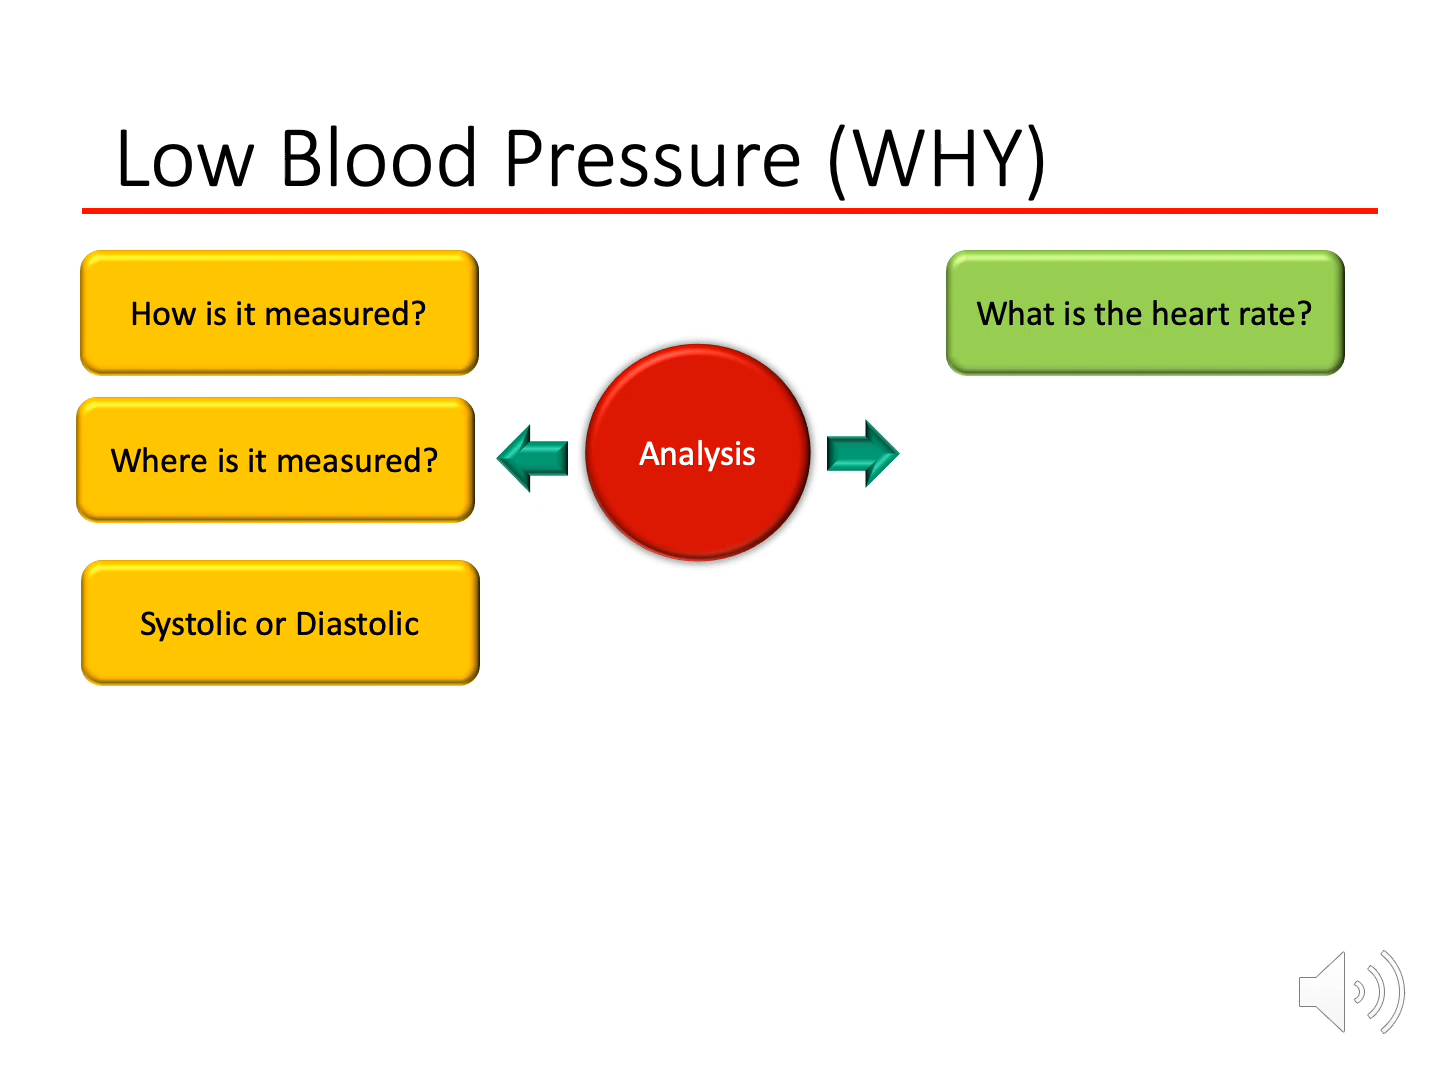 Low Blood Pressure (WHY)
How is it measured?
Where is it measured?
Systolic or Diastolic
Analysis
What is the heart rate?